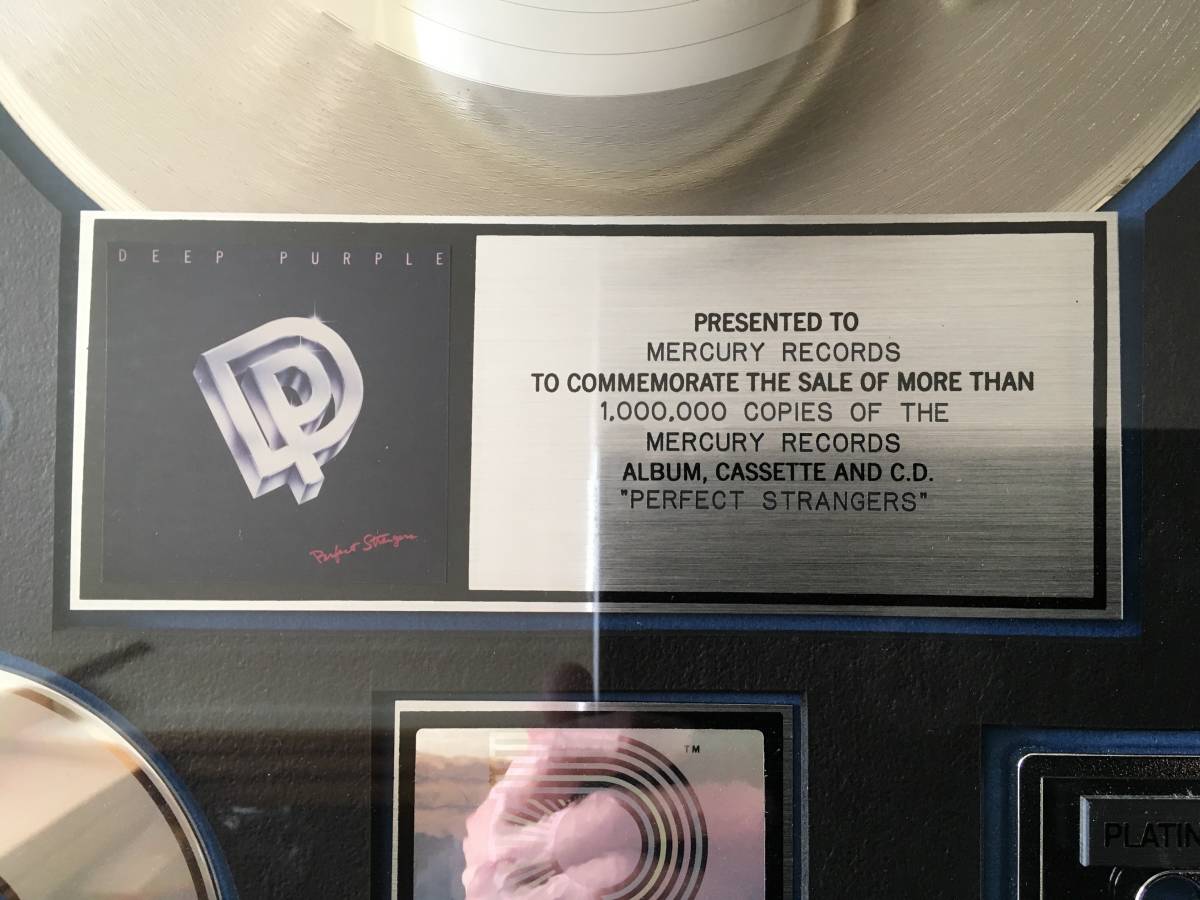 DEEP PURPLE
Perfect Strangers
PRESENTED TO
MERCURY RECORDS
TO COMMEMORATE THE SALE OF MORE THAN
1,000,000 COPIES OF THE
MERCURY RECORDS
ALBUM, CASSETTE AND C.D.
"PERFECT STRANGERS"
TM